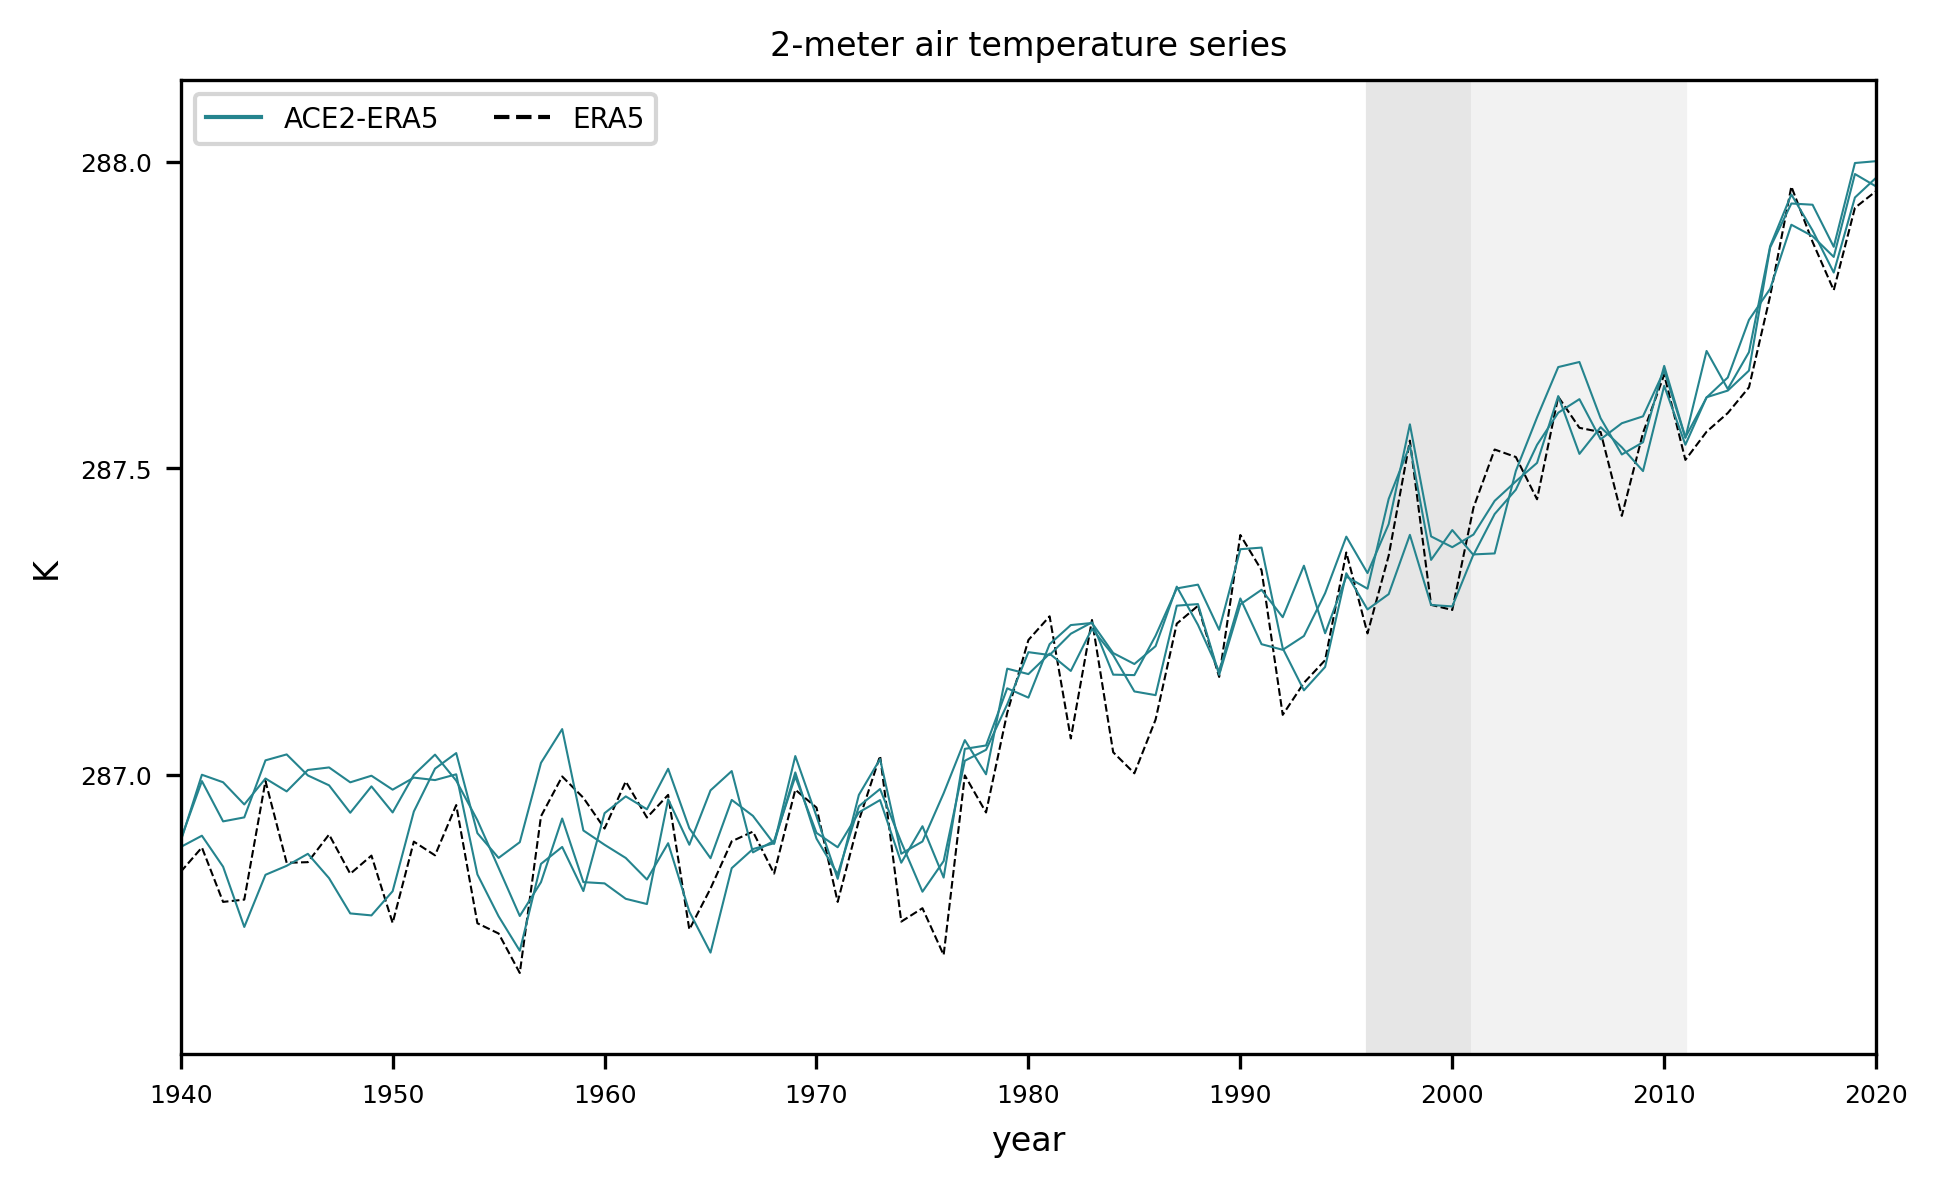 2-meter air temperature series
ACE2-ERA5 ERA5
288.0
287.5
287.0
K
1940 1950 1960 1970 1980 1990 2000 2010 2020
year